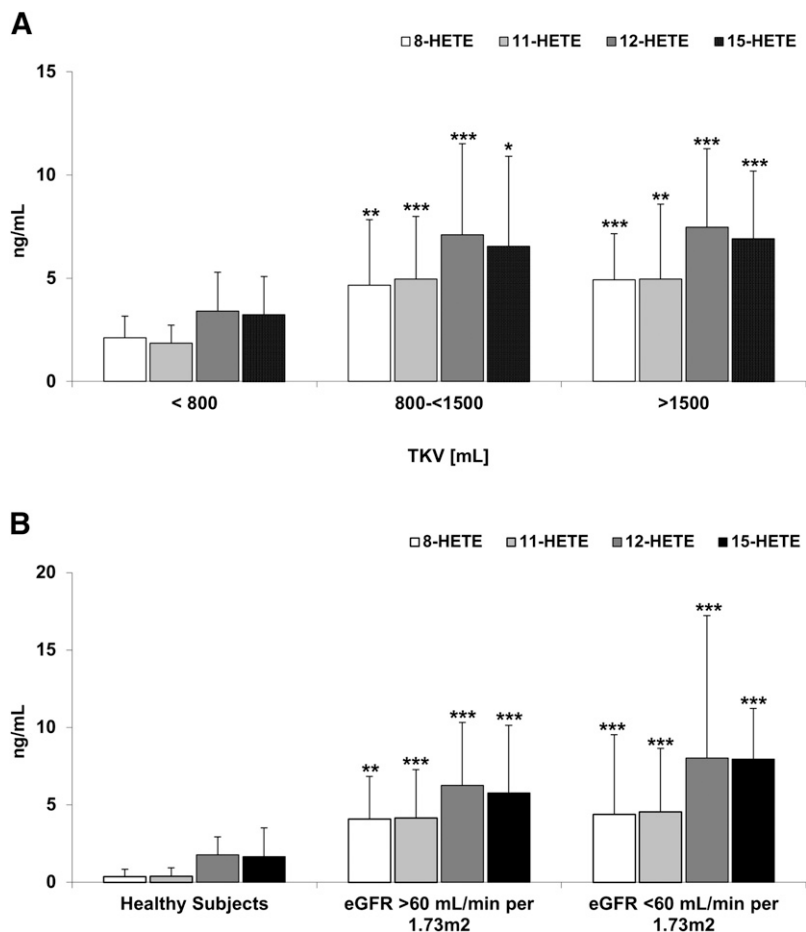 A
8-HETE 11-HETE 12-HETE 15-HETE
15
10
5
0
ng/mL
** *** *** *
*** ** *** ***
< 800 800-<1500 >1500
TKV [mL]
B
8-HETE 11-HETE 12-HETE 15-HETE
20
15
10
5
0
ng/mL
** *** *** ***
*** *** *** ***
Healthy Subjects eGFR >60 mL/min per eGFR <60 mL/min per
1.73m2 1.73m2